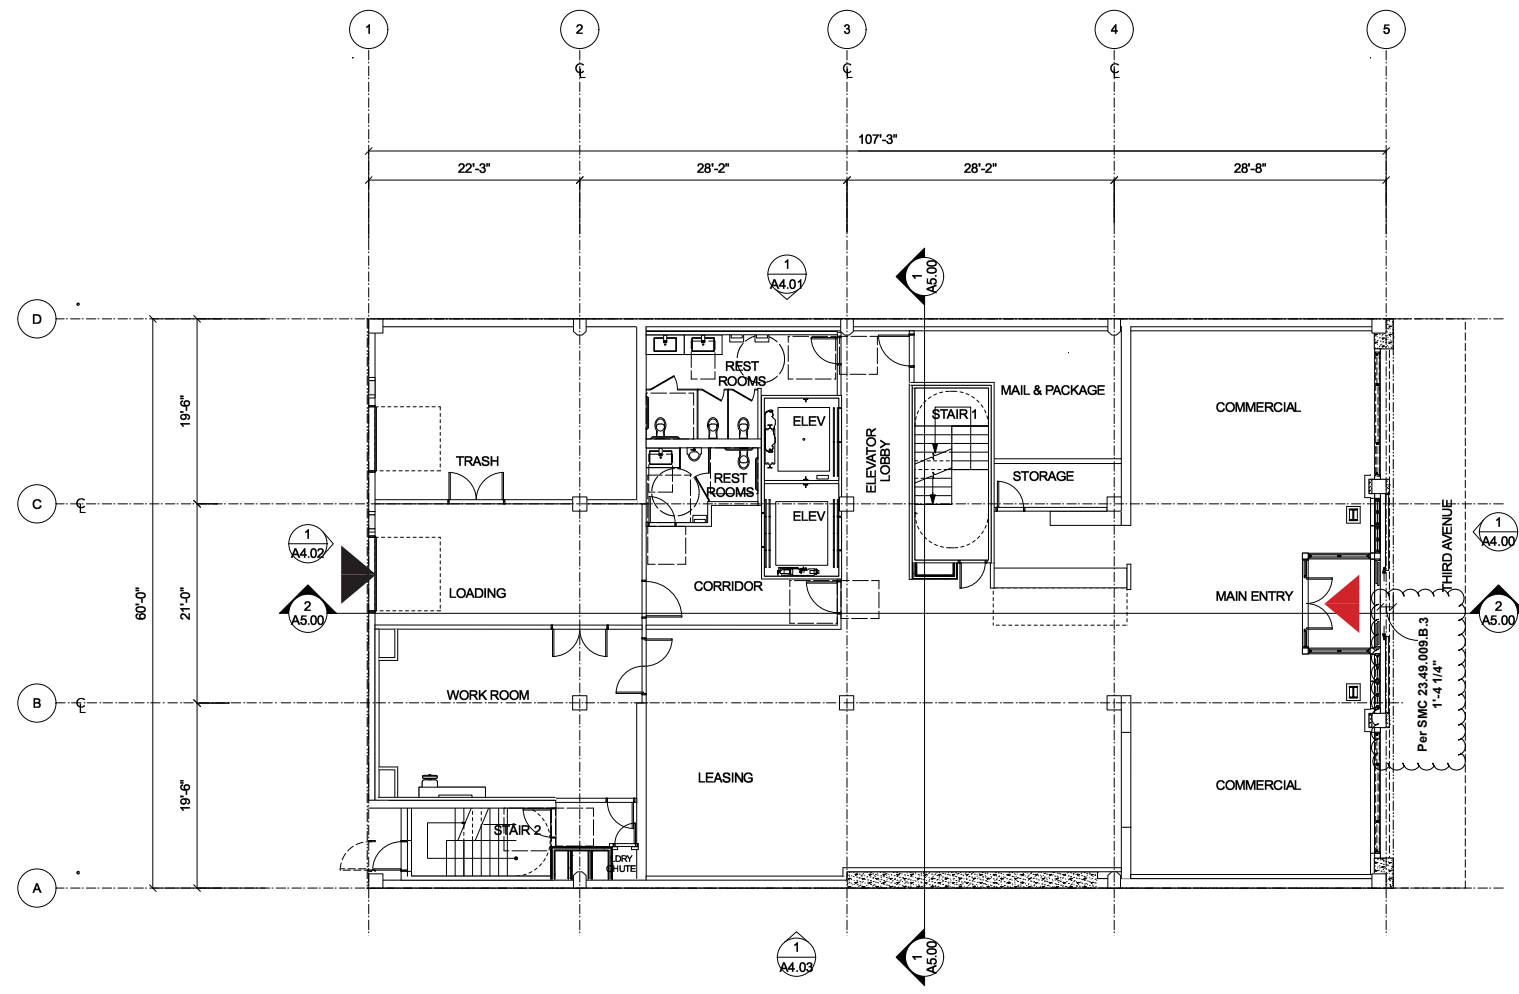 1
2
3
4
5
℄
℄
℄
107'-3"
22'-3"
28'-2"
28'-2"
28'-8"
1
A4.01
1
A5.00
D
REST
ROOMS
MAIL & PACKAGE
19'-6"
ELEV
STAIR 1
COMMERCIAL
TRASH
ELEVATOR
LOBBY
REST
ROOMS
STORAGE
C
℄
ELEV
THIRD AVENUE
1
A4.02
1
A4.00
CORRIDOR
LOADING
60'-0"
21'-0"
MAIN ENTRY
2
A5.00
2
A5.00
Per SMC 23.49.009.B.3
1'-4 1/4"
WORK ROOM
B
℄
LEASING
COMMERCIAL
19'-6"
STAIR 2
LDRY
CHUTE
A
1
A4.03
1
A5.00